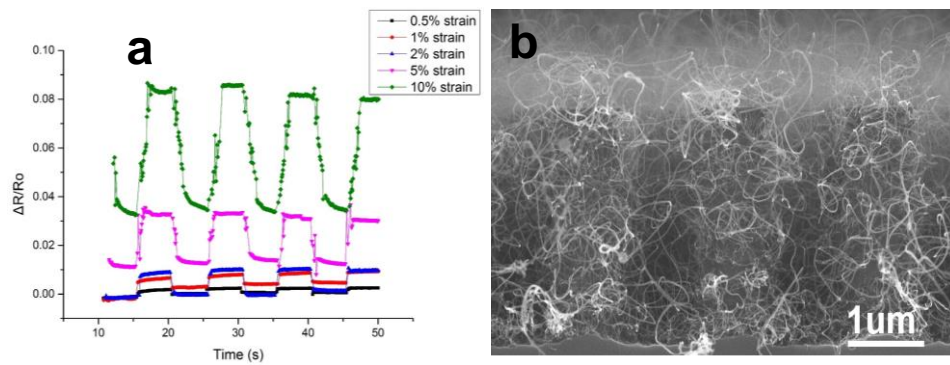 a
0.5% strain
1% strain
2% strain
5% strain
10% strain
0.10
0.08
0.06
0.04
0.02
0.00
ΔR/Ro
10 20 30 40 50
Time (s)
b
1um